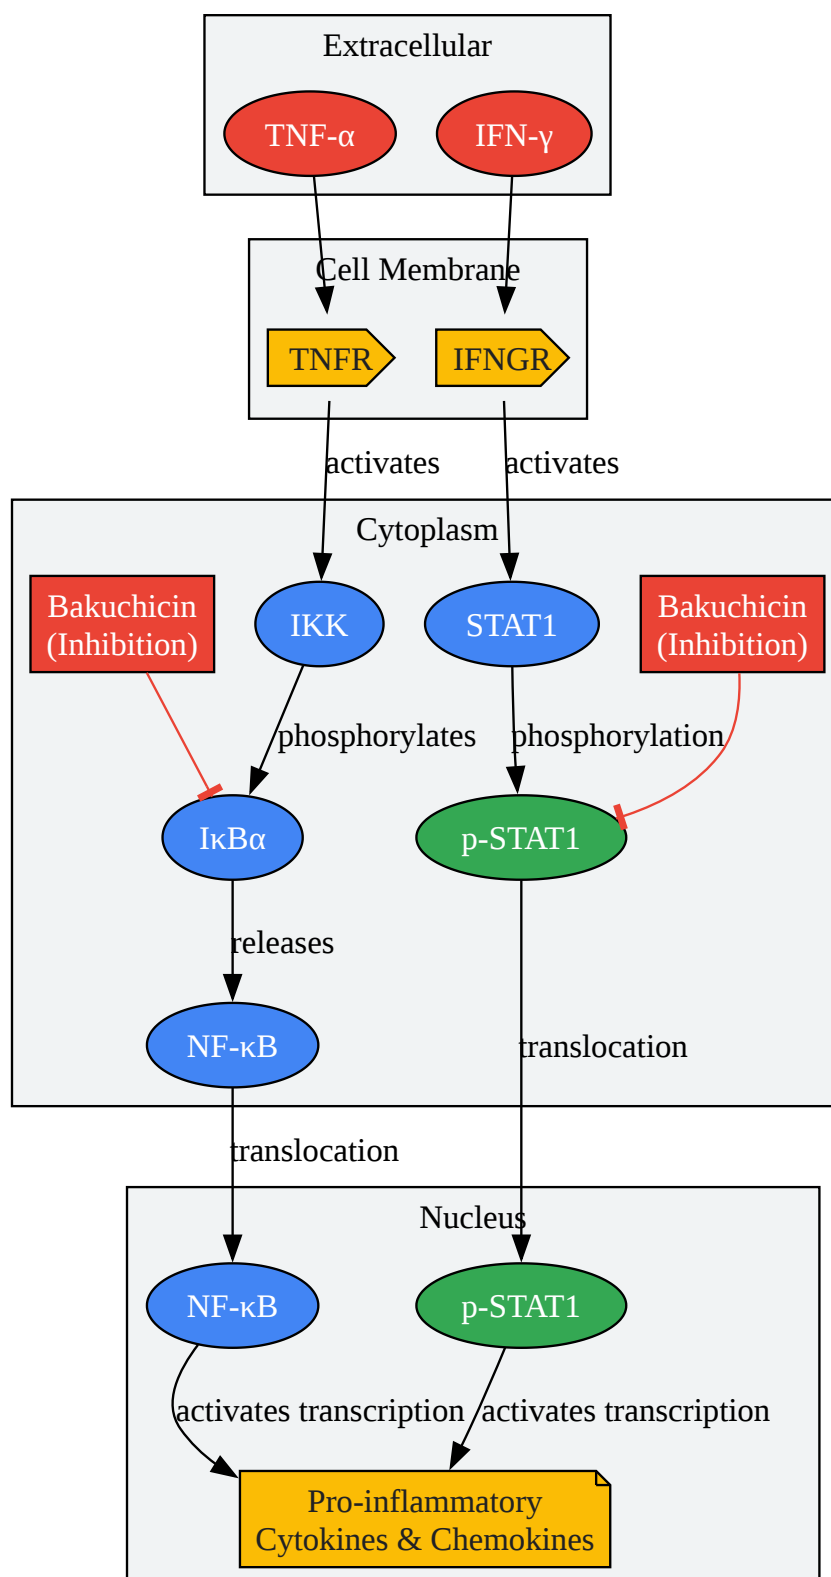 Extracellular
TNF-α
IFN-γ
Cell Membrane
TNFR
IFNGR
activates
activates
Cytoplasm
Bakuchicin
(Inhibition)
IKK
STAT1
Bakuchicin
(Inhibition)
phosphorylates
phosphorylation
IκBα
p-STAT1
releases
NF-κB
translocation
translocation
Nucleus
NF-κB
p-STAT1
activates transcription
activates transcription
Pro-inflammatory
Cytokines & Chemokines